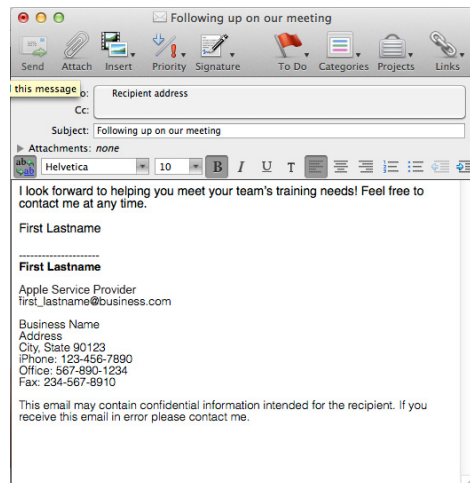 Following up on our meeting
Send Attach Insert Priority Signature To Do Categories Projects Links
this message
o: Recipient address
Cc:
Subject: Following up on our meeting
Attachments: none
Helvetica 10 B I U T
I look forward to helping you meet your team's training needs! Feel free to
contact me at any time.
First Lastname
---------------------
First Lastname
Apple Service Provider
first_lastname@business.com
Business Name
Address
City, State 90123
iPhone: 123-456-7890
Office: 567-890-1234
Fax: 234-567-8910
This email may contain confidential information intended for the recipient. If you
receive this email in error please contact me.